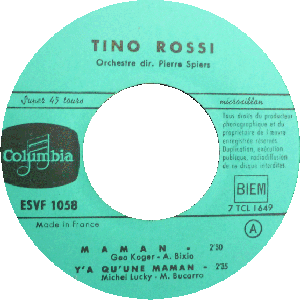 TINO ROSSI
Orchestre dir. Pierre Spiers
Super 45 tours
microsillon
Tous droits du producteur
phonographique et du
propriétaire de l'œuvre
enregistrée réservés.
Duplication, exécution
publique, radiodiffusion
de ce disque interdites.
Columbia
ESVF 1058
BIEM
7 TCL 1649
Made in France
A
MAMAN - 2'30
Geo Koger - A. Bixio
Y'A QU'UNE MAMAN - 2'35
Michel Lucky - M. Bucarro